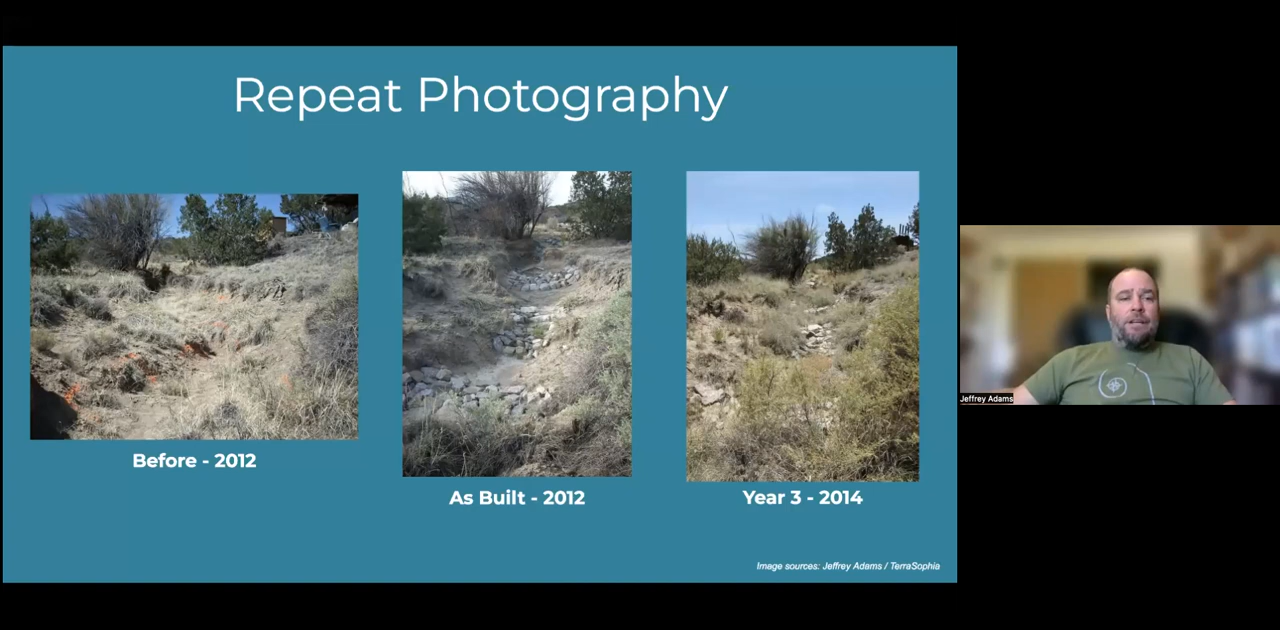 Repeat Photography
Before - 2012
As Built - 2012
Year 3 - 2014
Image sources: Jeffrey Adams / TerraSophia
Jeffrey Adams